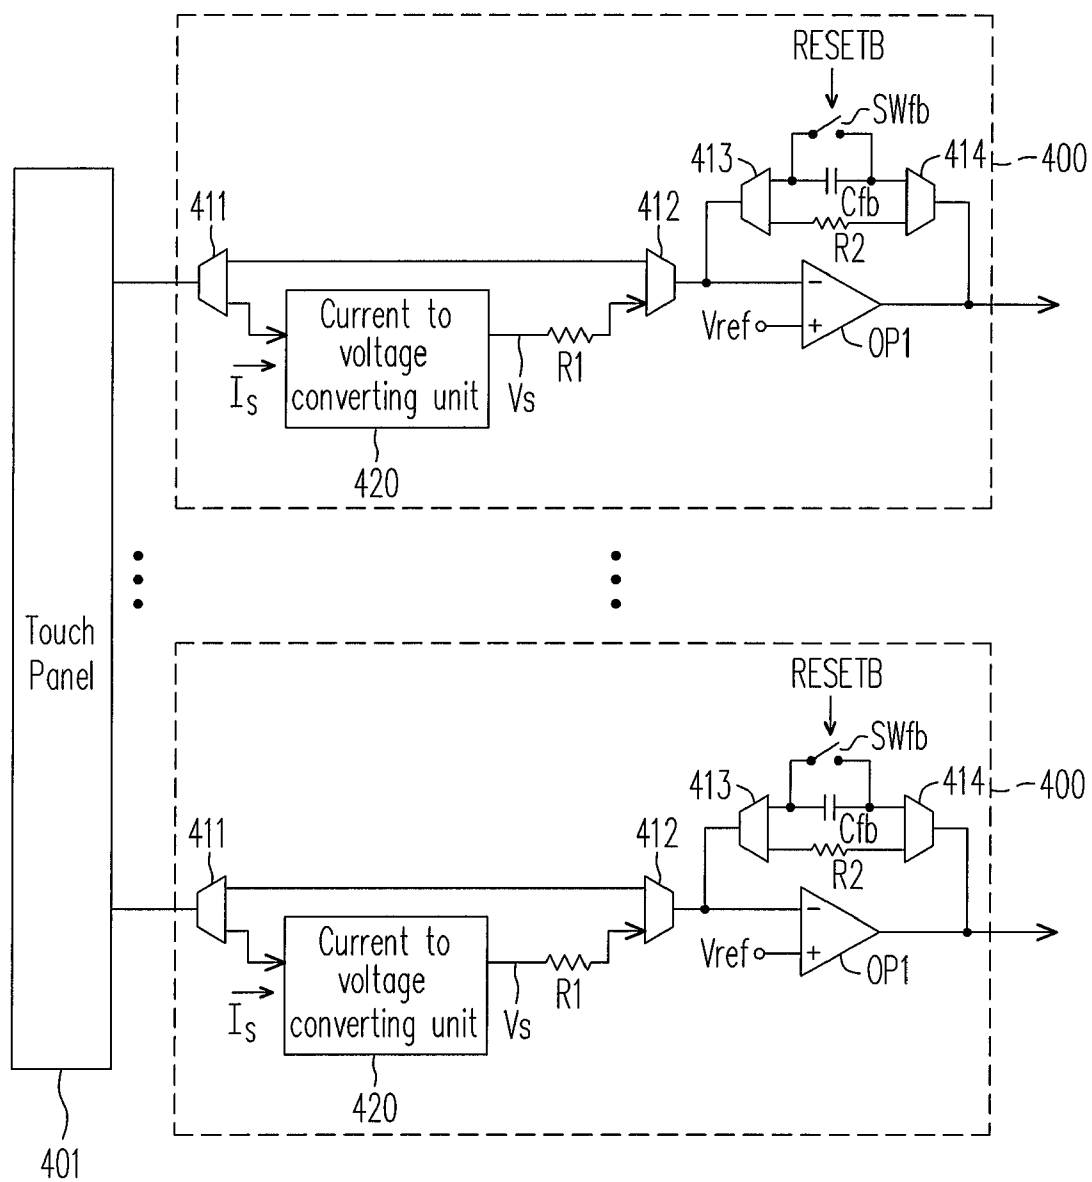 RESETB
SWfb
413
414
400
Cfb
R2
411
412
Current to
voltage
converting unit
Vref
−
+
OP1
Is
Vs
R1
420
Touch
Panel
RESETB
SWfb
413
414
400
Cfb
R2
411
412
Current to
voltage
converting unit
Vref
−
+
OP1
Is
Vs
R1
420
401